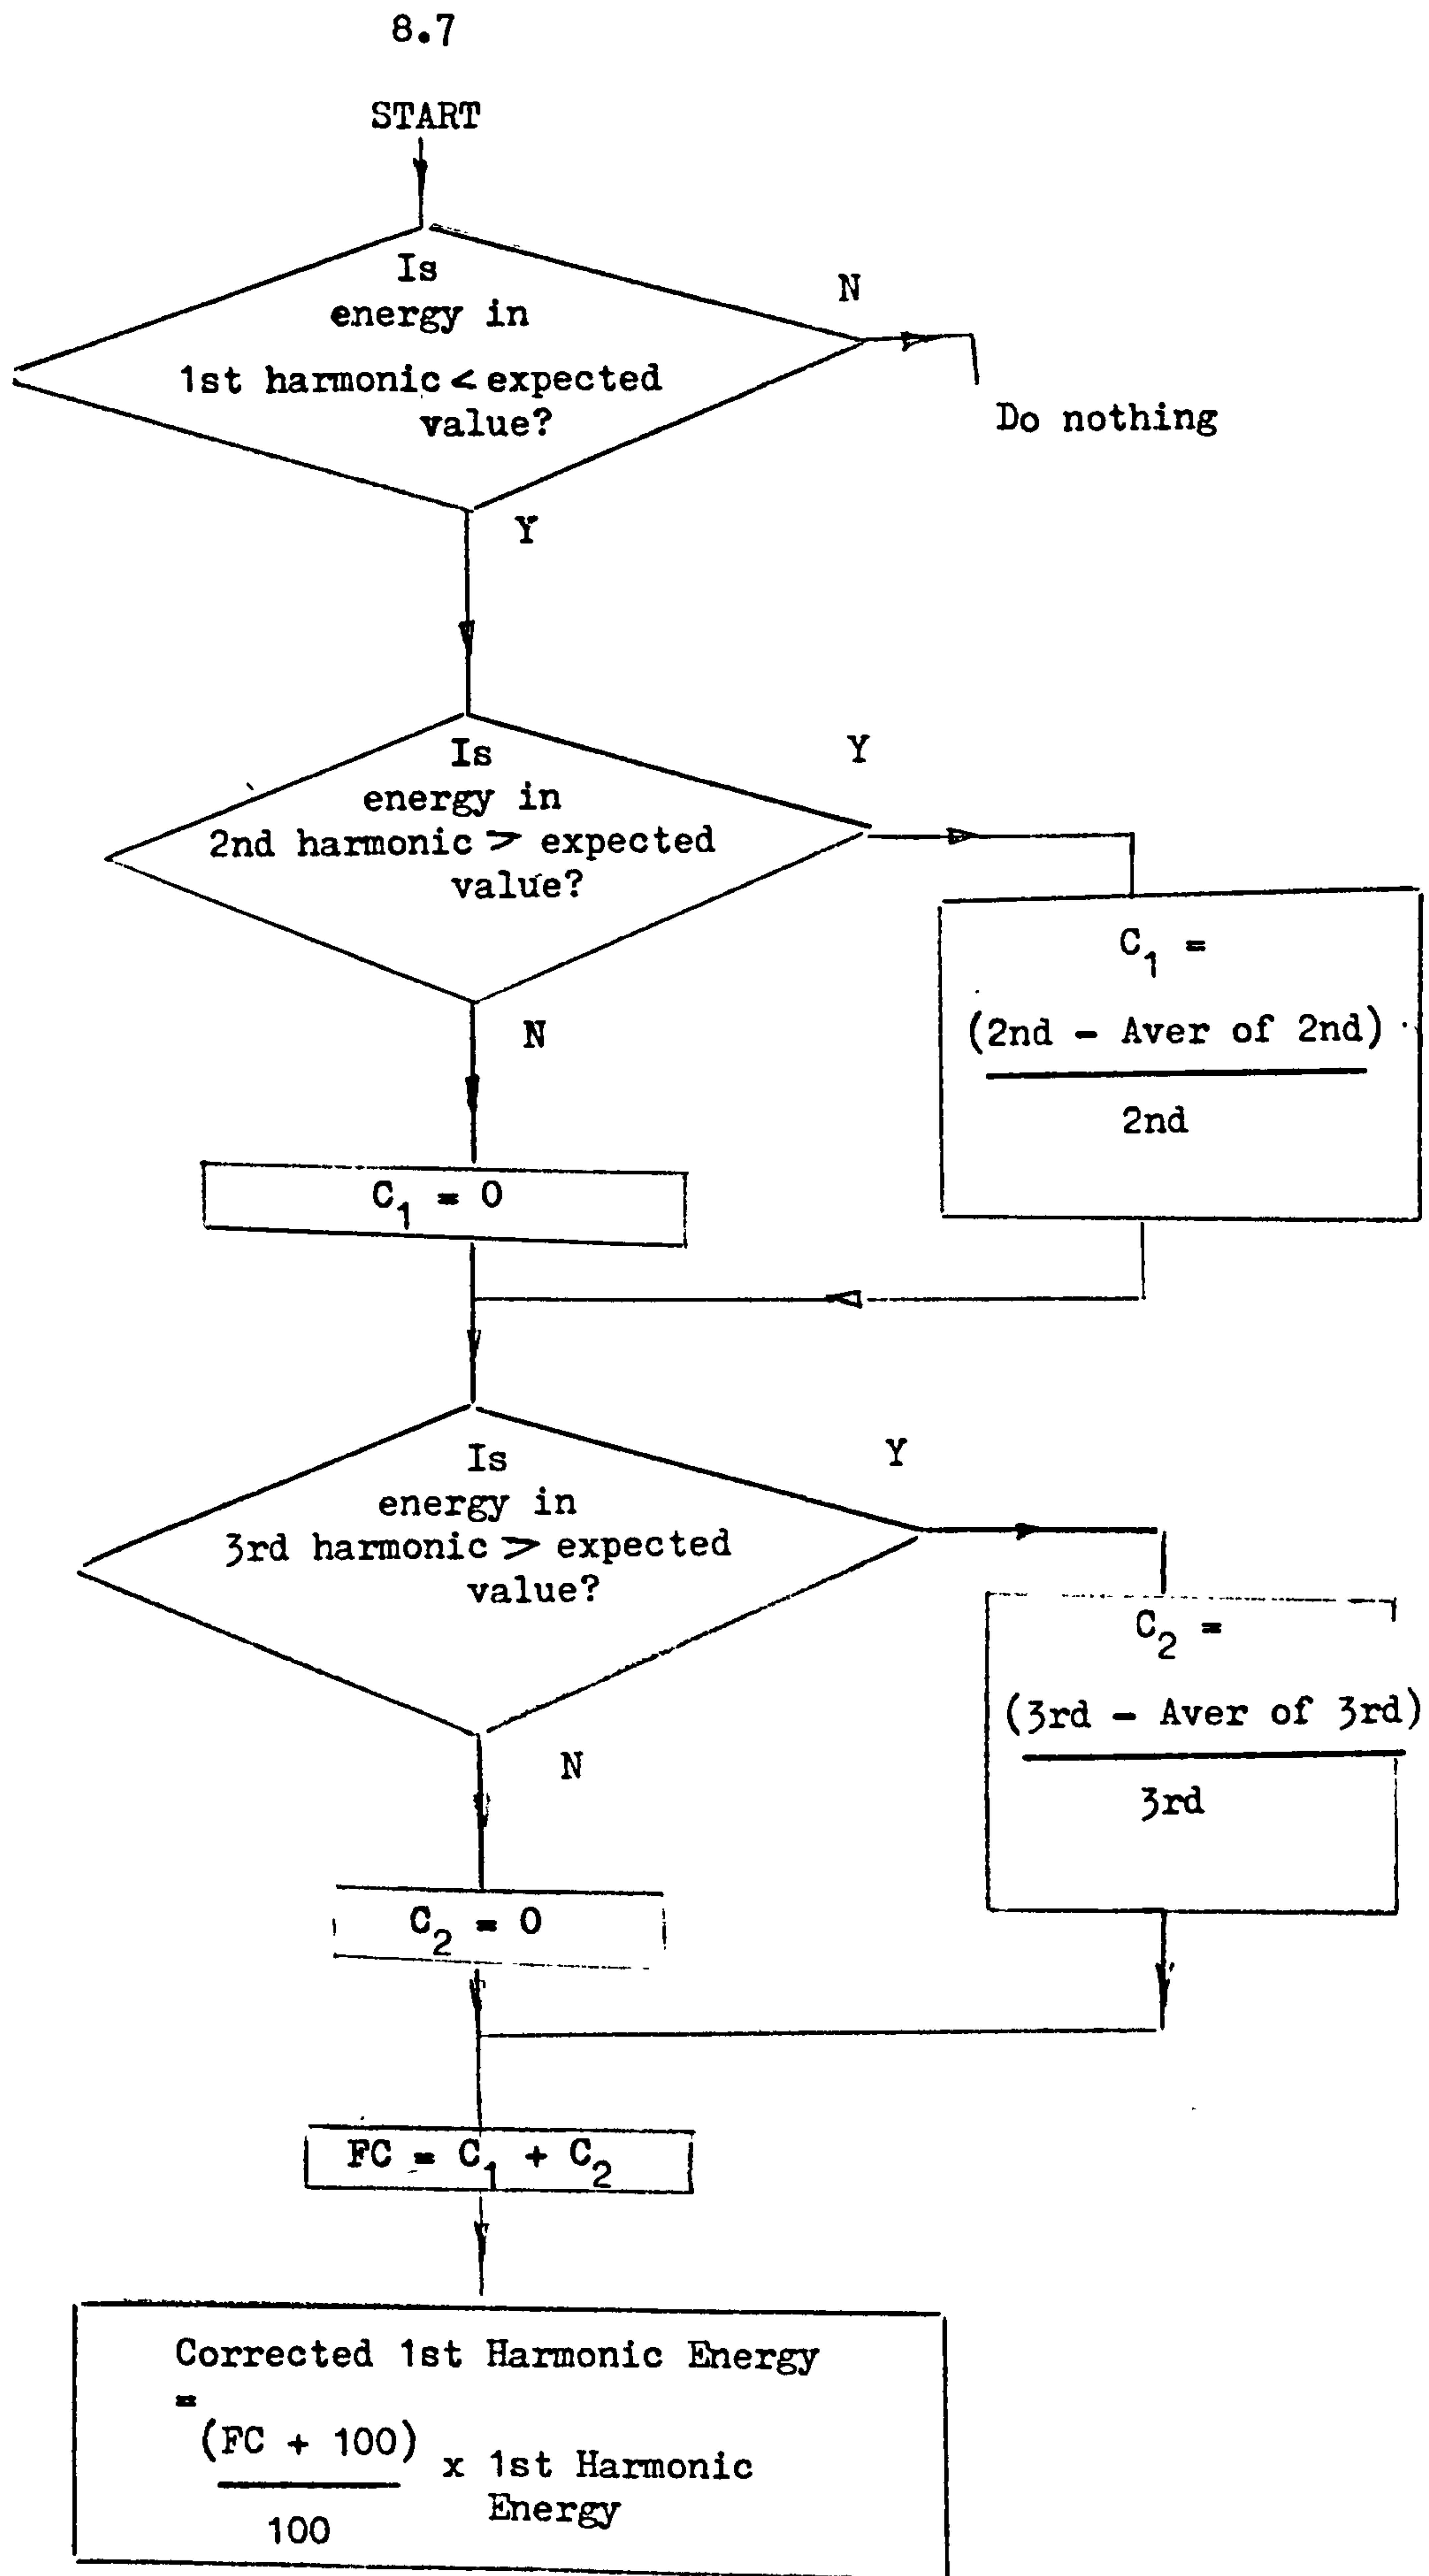 8.7
START
Is
energy in
1st harmonic < expected
value?
N
Do nothing
Y
Is
energy in
2nd harmonic > expected
value?
Y
C₁ =
(2nd - Aver of 2nd)
2nd
N
C₁ = 0
Is
energy in
3rd harmonic > expected
value?
Y
C₂ =
(3rd - Aver of 3rd)
3rd
N
C₂ = 0
FC = C₁ + C₂
Corrected 1st Harmonic Energy
=
(FC + 100)
x 1st Harmonic
Energy
100